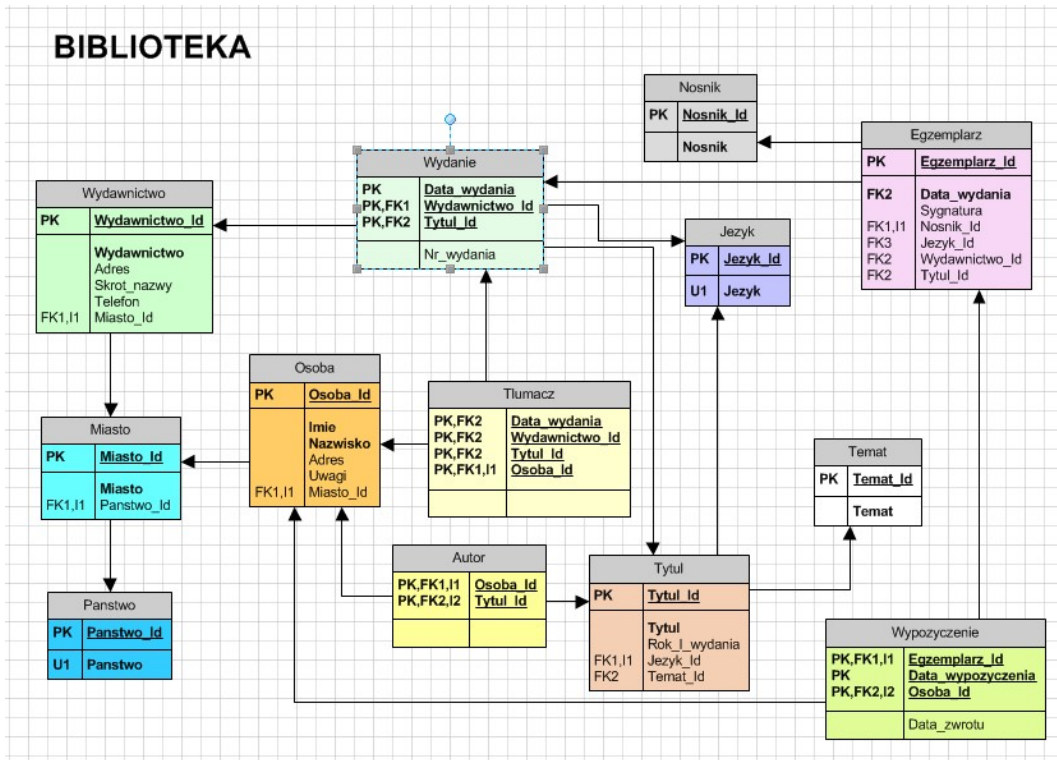 BIBLIOTEKA
Nosnik
PK Nosnik_Id
Nosnik
Egzemplarz
PK Egzemplarz_Id
FK2 Data_wydania
Sygnatura
FK1,I1 Nosnik_Id
FK3 Jezyk_Id
FK2 Wydawnictwo_Id
FK2 Tytul_Id
Wydanie
PK Data_wydania
PK,FK1 Wydawnictwo_Id
PK,FK2 Tytul_Id
Nr_wydania
Wydawnictwo
PK Wydawnictwo_Id
Wydawnictwo
Adres
Skrot_nazwy
Telefon
FK1,I1 Miasto_Id
Jezyk
PK Jezyk_Id
U1 Jezyk
Osoba
PK Osoba_Id
Imie
Nazwisko
Adres
Uwagi
FK1,I1 Miasto_Id
Tlumacz
PK,FK2 Data_wydania
PK,FK2 Wydawnictwo_Id
PK,FK2 Tytul_Id
PK,FK1,I1 Osoba_Id
Miasto
PK Miasto_Id
Miasto
FK1,I1 Panstwo_Id
Temat
PK Temat_Id
Temat
Autor
PK,FK1,I1 Osoba_Id
PK,FK2,I2 Tytul_Id
Tytul
PK Tytul_Id
Tytul
Rok_I_wydania
FK1,I1 Jezyk_Id
FK2 Temat_Id
Panstwo
PK Panstwo_Id
U1 Panstwo
Wypozyczenie
PK,FK1,I1 Egzemplarz_Id
PK Data_wypozyczenia
PK,FK2,I2 Osoba_Id
Data_zwrotu